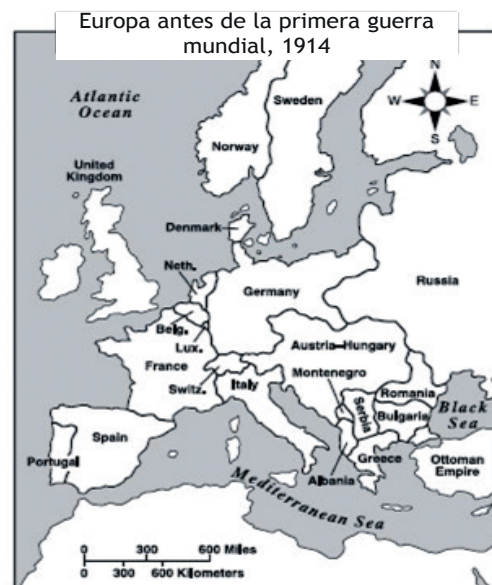 Europa antes de la primera guerra
mundial, 1914
N
W
E
S
Atlantic
Ocean
Sweden
Norway
United
Kingdom
Denmark
Neth.
Germany
Russia
Belg.
Lux.
Austria-Hungary
France
Montenegro
Switz.
Italy
Romania
Serbia
Bulgaria
Black
Sea
Spain
Portugal
Albania
Greece
Ottoman
Empire
Mediterranean Sea
0 300 600 Miles
0 300 600 Kilometers